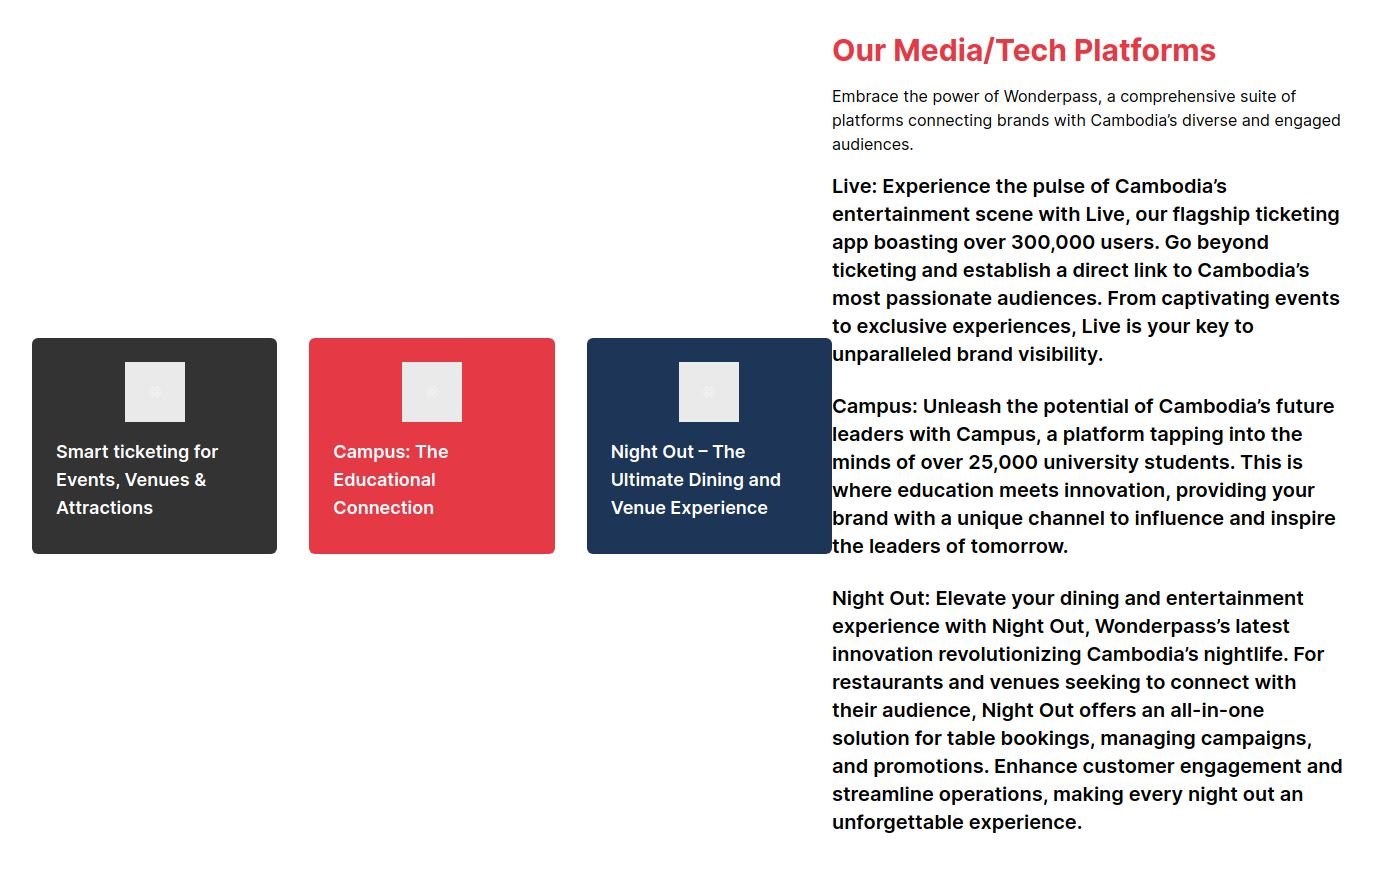 Our Media/Tech Platforms
Embrace the power of Wonderpass, a comprehensive suite of
platforms connecting brands with Cambodia’s diverse and engaged
audiences.
Live: Experience the pulse of Cambodia’s
entertainment scene with Live, our flagship ticketing
app boasting over 300,000 users. Go beyond
ticketing and establish a direct link to Cambodia’s
most passionate audiences. From captivating events
to exclusive experiences, Live is your key to
unparalleled brand visibility.
Campus: Unleash the potential of Cambodia’s future
leaders with Campus, a platform tapping into the
minds of over 25,000 university students. This is
where education meets innovation, providing your
brand with a unique channel to influence and inspire
the leaders of tomorrow.
Night Out: Elevate your dining and entertainment
experience with Night Out, Wonderpass’s latest
innovation revolutionizing Cambodia’s nightlife. For
restaurants and venues seeking to connect with
their audience, Night Out offers an all-in-one
solution for table bookings, managing campaigns,
and promotions. Enhance customer engagement and
streamline operations, making every night out an
unforgettable experience.
Smart ticketing for
Events, Venues &
Attractions
Campus: The
Educational
Connection
Night Out – The
Ultimate Dining and
Venue Experience